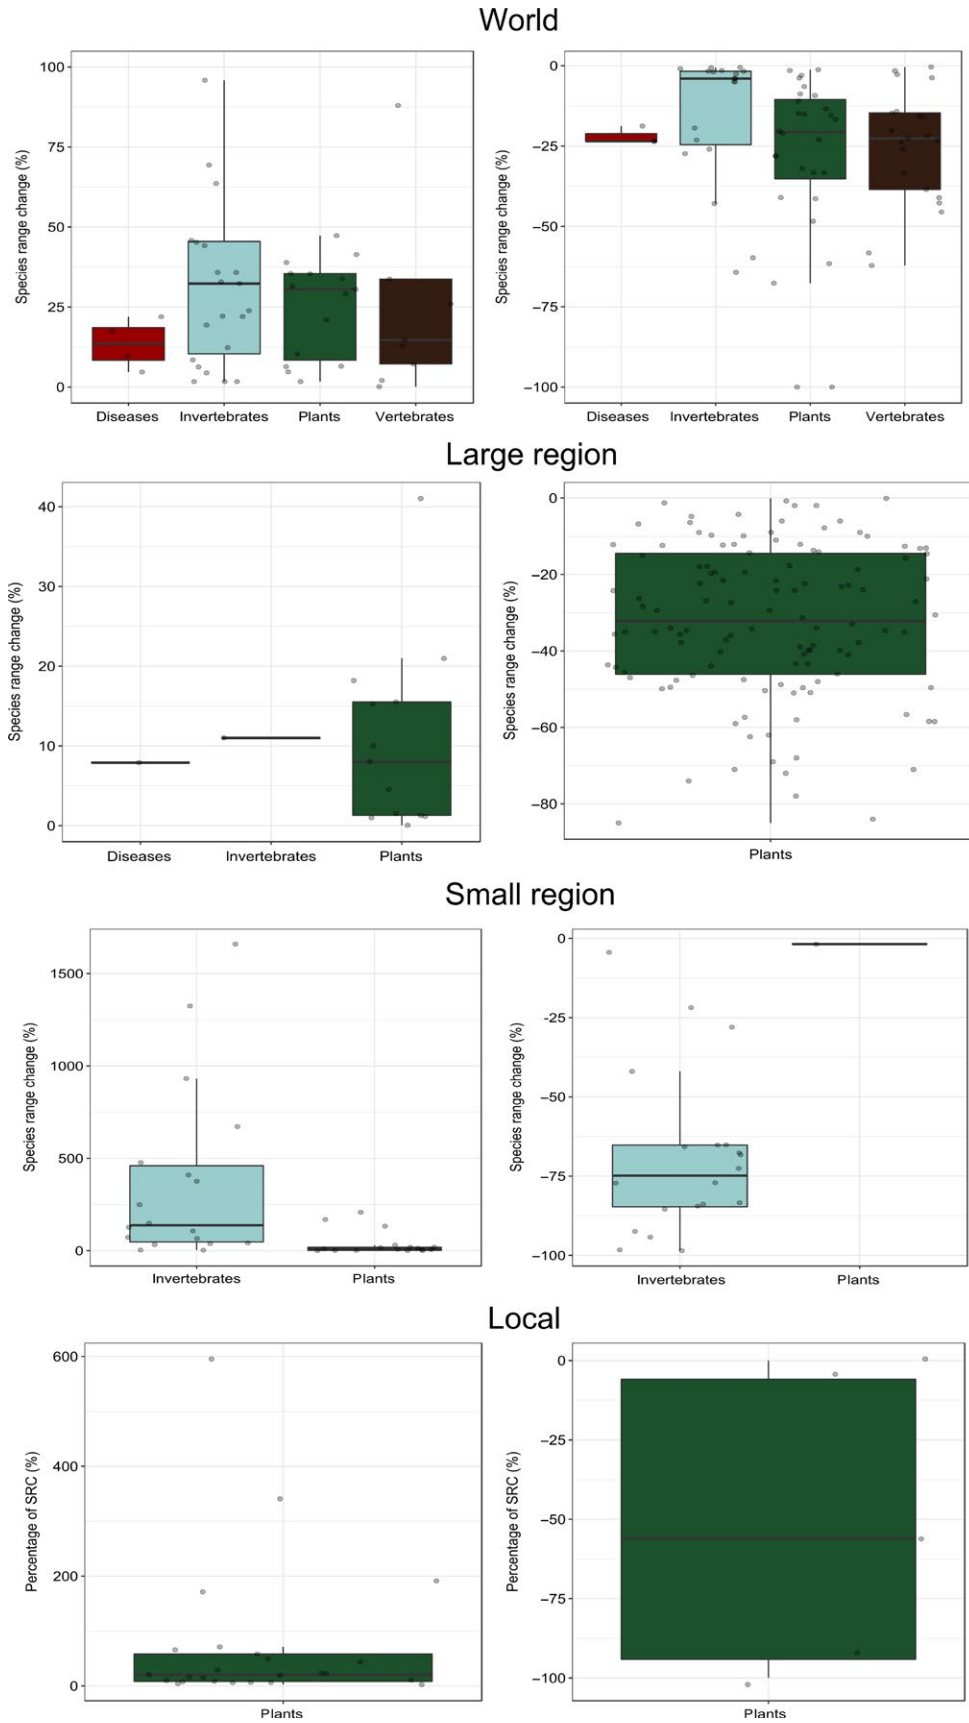 World
Species range change (%)
100
75
50
25
0
Diseases Invertebrates Plants Vertebrates
Species range change (%)
0
−25
−50
−75
−100
Diseases Invertebrates Plants Vertebrates
Large region
Species range change (%)
40
30
20
10
0
Diseases Invertebrates Plants
Species range change (%)
0
−20
−40
−60
−80
Plants
Small region
Species range change (%)
1500
1000
500
0
Invertebrates Plants
Species range change (%)
0
−25
−50
−75
−100
Invertebrates Plants
Local
Percentage of SRC (%)
600
400
200
0
Plants
Percentage of SRC (%)
0
−25
−50
−75
−100
Plants